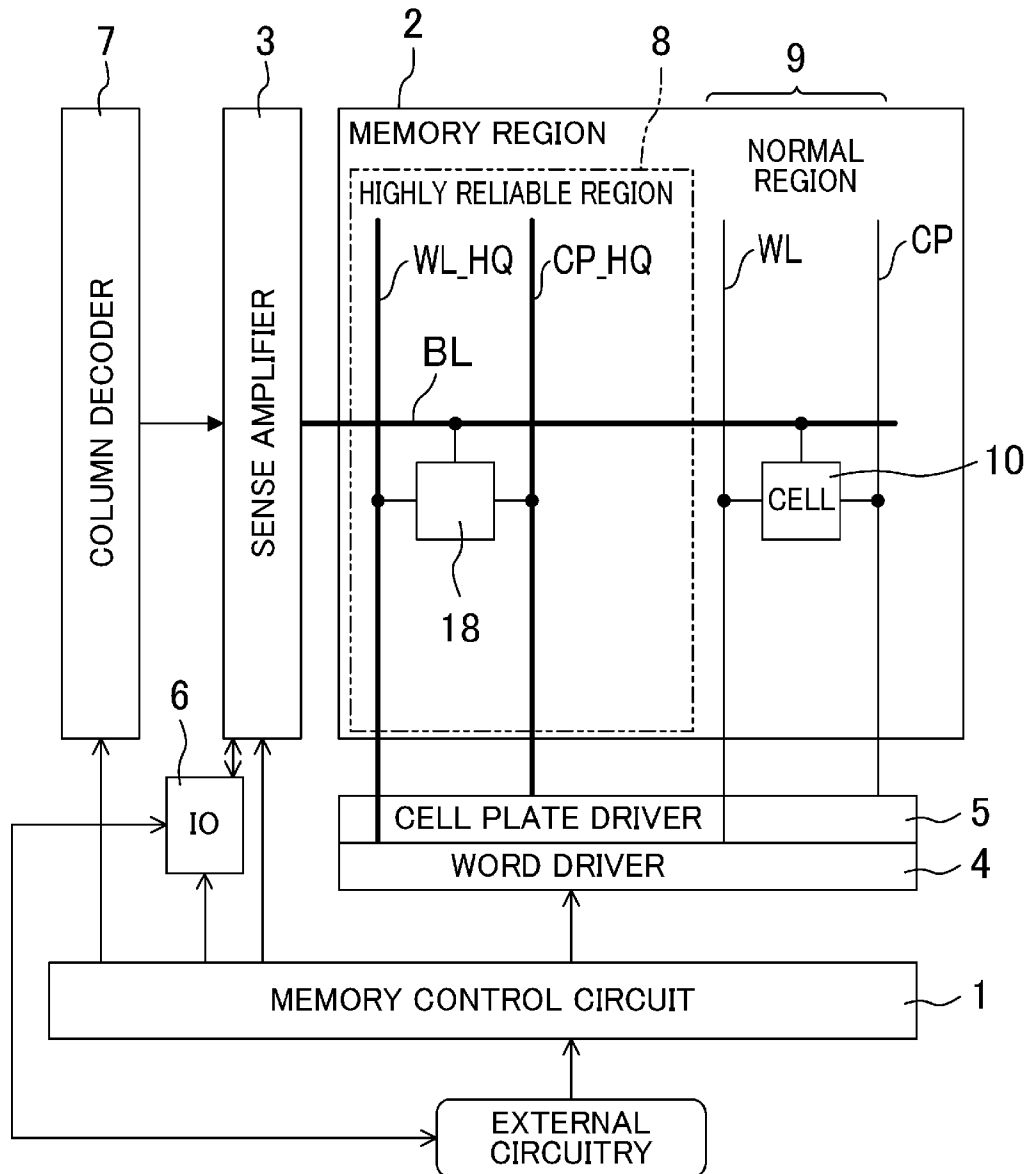 7
3
2
8
9
MEMORY REGION
NORMAL
REGION
HIGHLY RELIABLE REGION
WL_HQ
CP_HQ
WL
CP
COLUMN DECODER
SENSE AMPLIFIER
BL
CELL
10
18
6
IO
CELL PLATE DRIVER
5
WORD DRIVER
4
MEMORY CONTROL CIRCUIT
1
EXTERNAL
CIRCUITRY